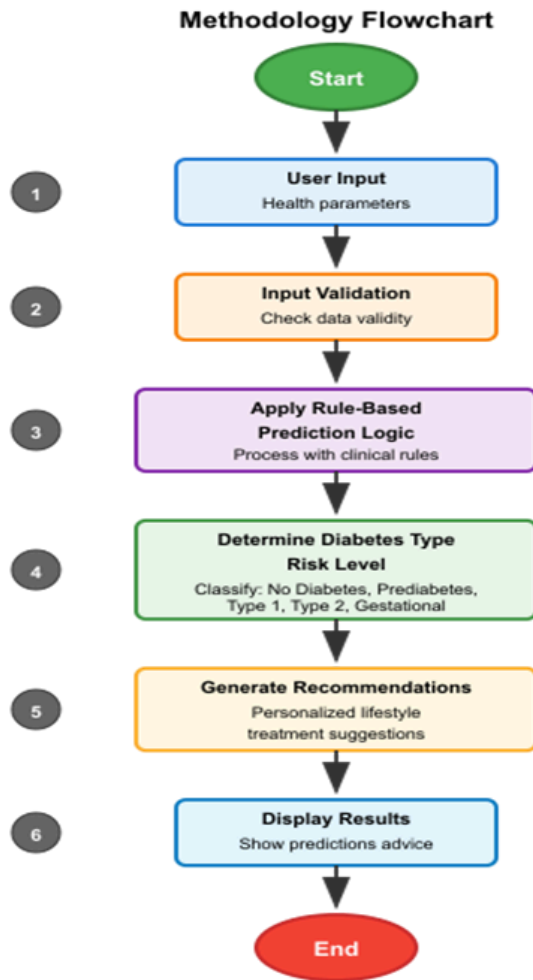 Methodology Flowchart
Start
1
User Input
Health parameters
2
Input Validation
Check data validity
3
Apply Rule-Based
Prediction Logic
Process with clinical rules
4
Determine Diabetes Type
Risk Level
Classify: No Diabetes, Prediabetes,
Type 1, Type 2, Gestational
5
Generate Recommendations
Personalized lifestyle
treatment suggestions
6
Display Results
Show predictions advice
End